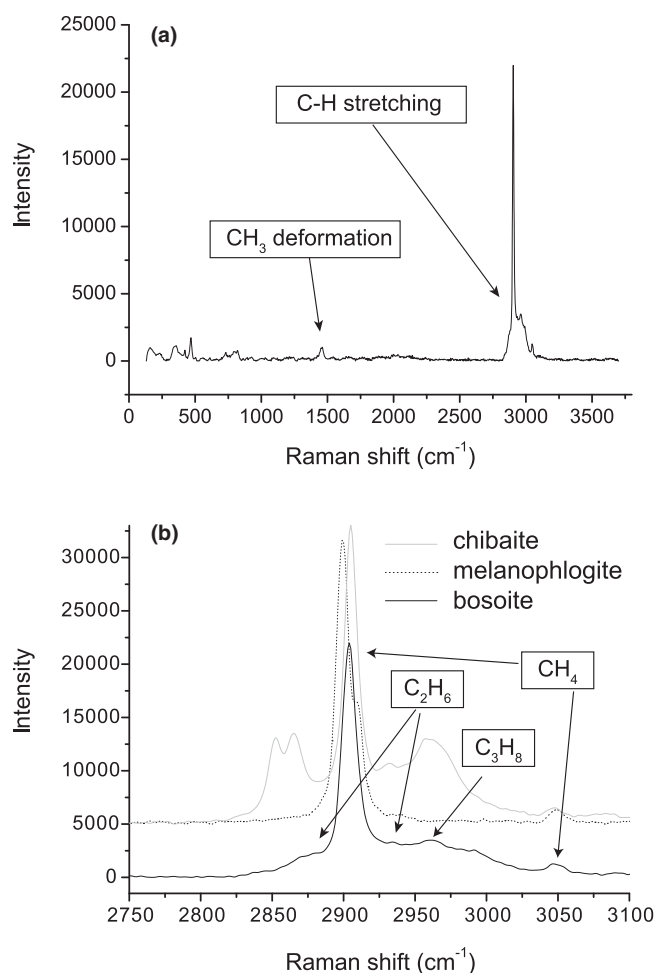 (a)
25000
20000
15000
10000
5000
0
Intensity
C-H stretching
CH₃ deformation
0 500 1000 1500 2000 2500 3000 3500
Raman shift (cm⁻¹)
(b)
30000
25000
20000
15000
10000
5000
0
Intensity
chibaite
melanophlogite
bosoite
CH₄
C₂H₆
C₃H₈
2750 2800 2850 2900 2950 3000 3050 3100
Raman shift (cm⁻¹)